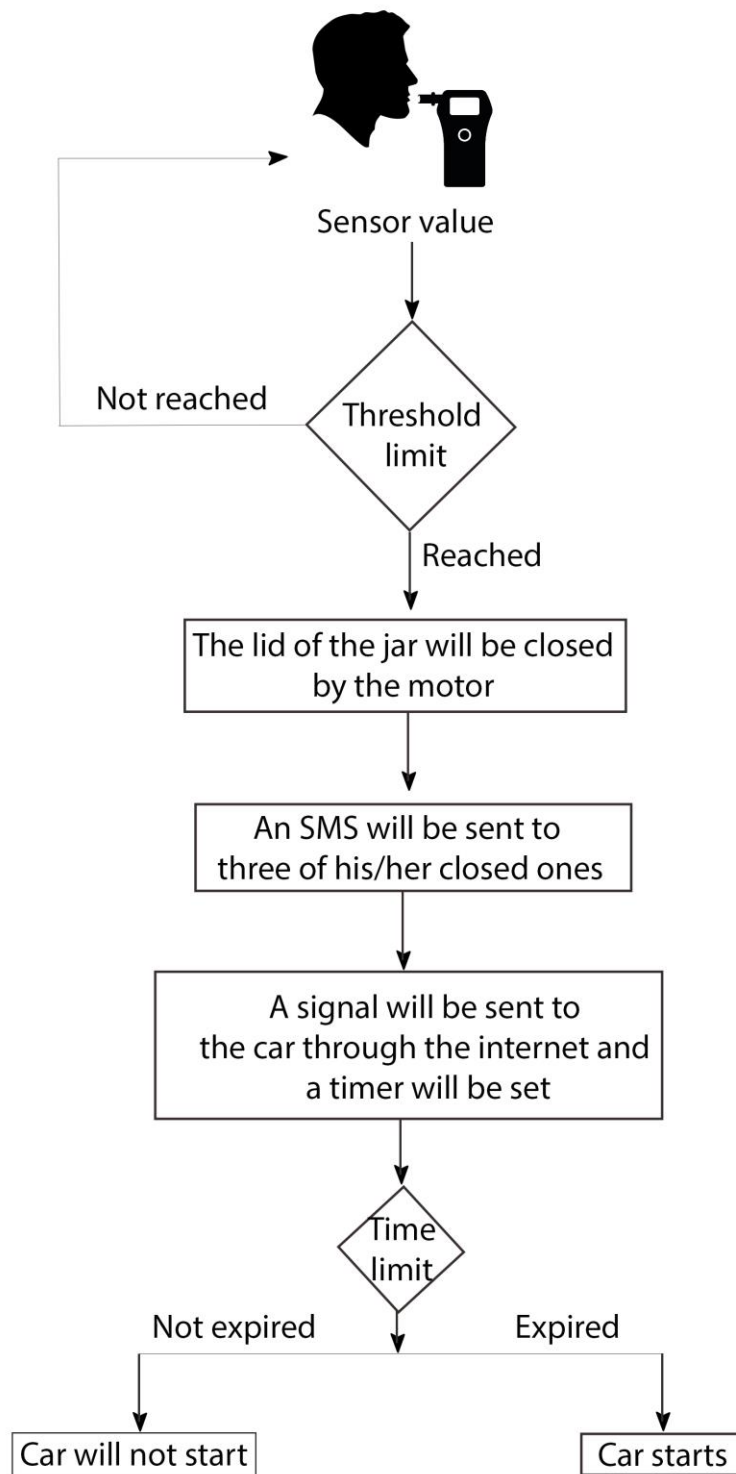 Sensor value
Not reached
Threshold
limit
Reached
The lid of the jar will be closed
by the motor
An SMS will be sent to
three of his/her closed ones
A signal will be sent to
the car through the internet and
a timer will be set
Time
limit
Not expired
Expired
Car will not start
Car starts